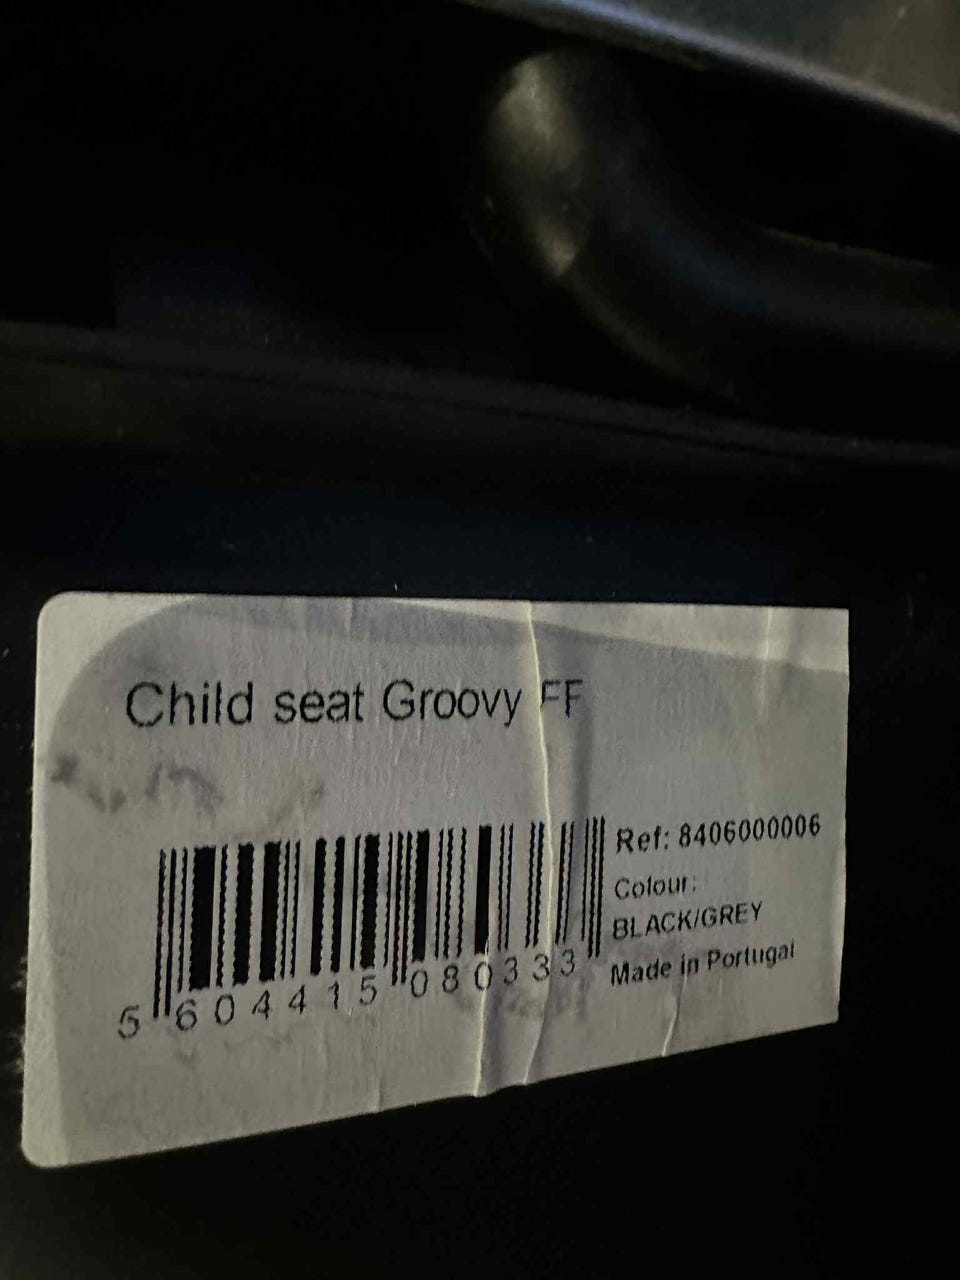 Child seat Groovy FF
Ref: 8406000006
Colour:
BLACK/GREY
Made in Portugal
5 604415 080333